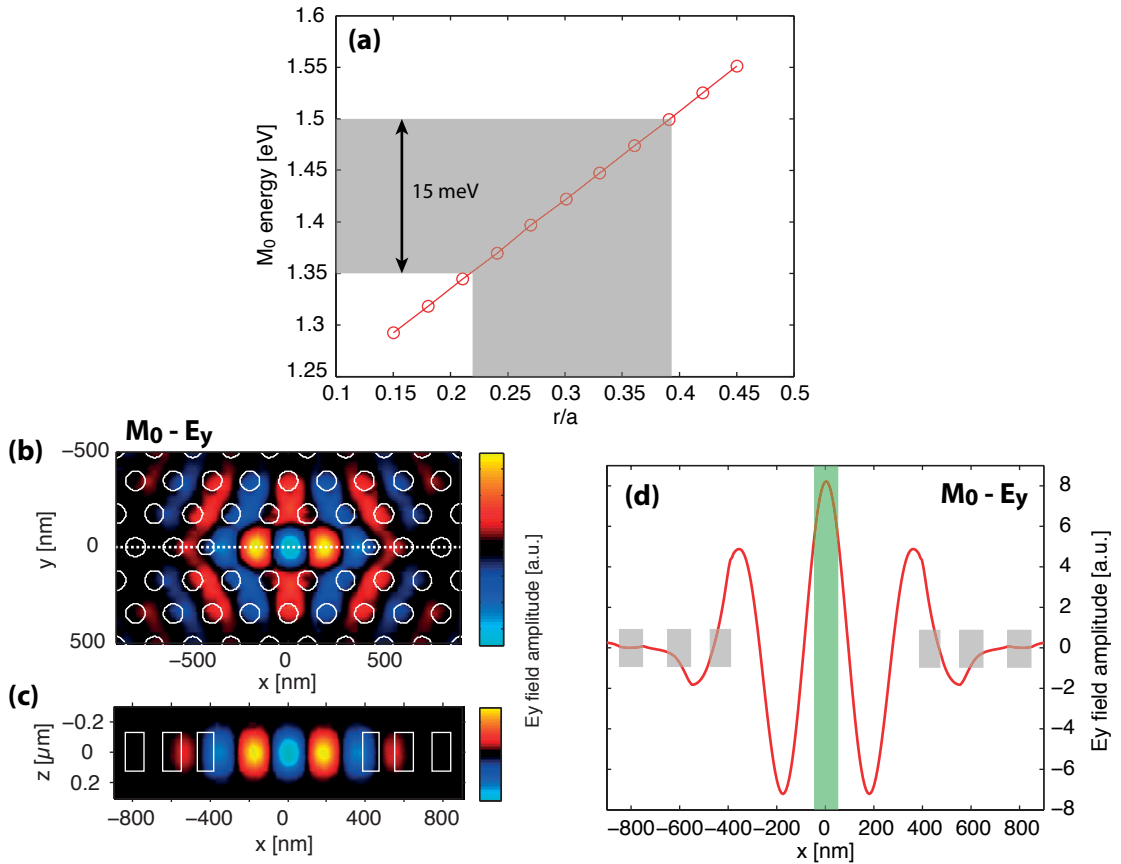 (a)
M₀ energy [eV]
1.6
1.55
1.5
1.45
1.4
1.35
1.3
1.25
15 meV
0.1 0.15 0.2 0.25 0.3 0.35 0.4 0.45 0.5
r/a
(b)
M₀ - Eᵧ
y [nm]
−500
0
500
−500 0 500
x [nm]
(c)
z [µm]
−0.2
0
0.2
−800 −400 0 400 800
x [nm]
Ey field amplitude [a.u.]
(d)
M₀ - Eᵧ
8
6
4
2
0
−2
−4
−6
−8
Ey field amplitude [a.u.]
−800 −600 −400 −200 0 200 400 600 800
x [nm]